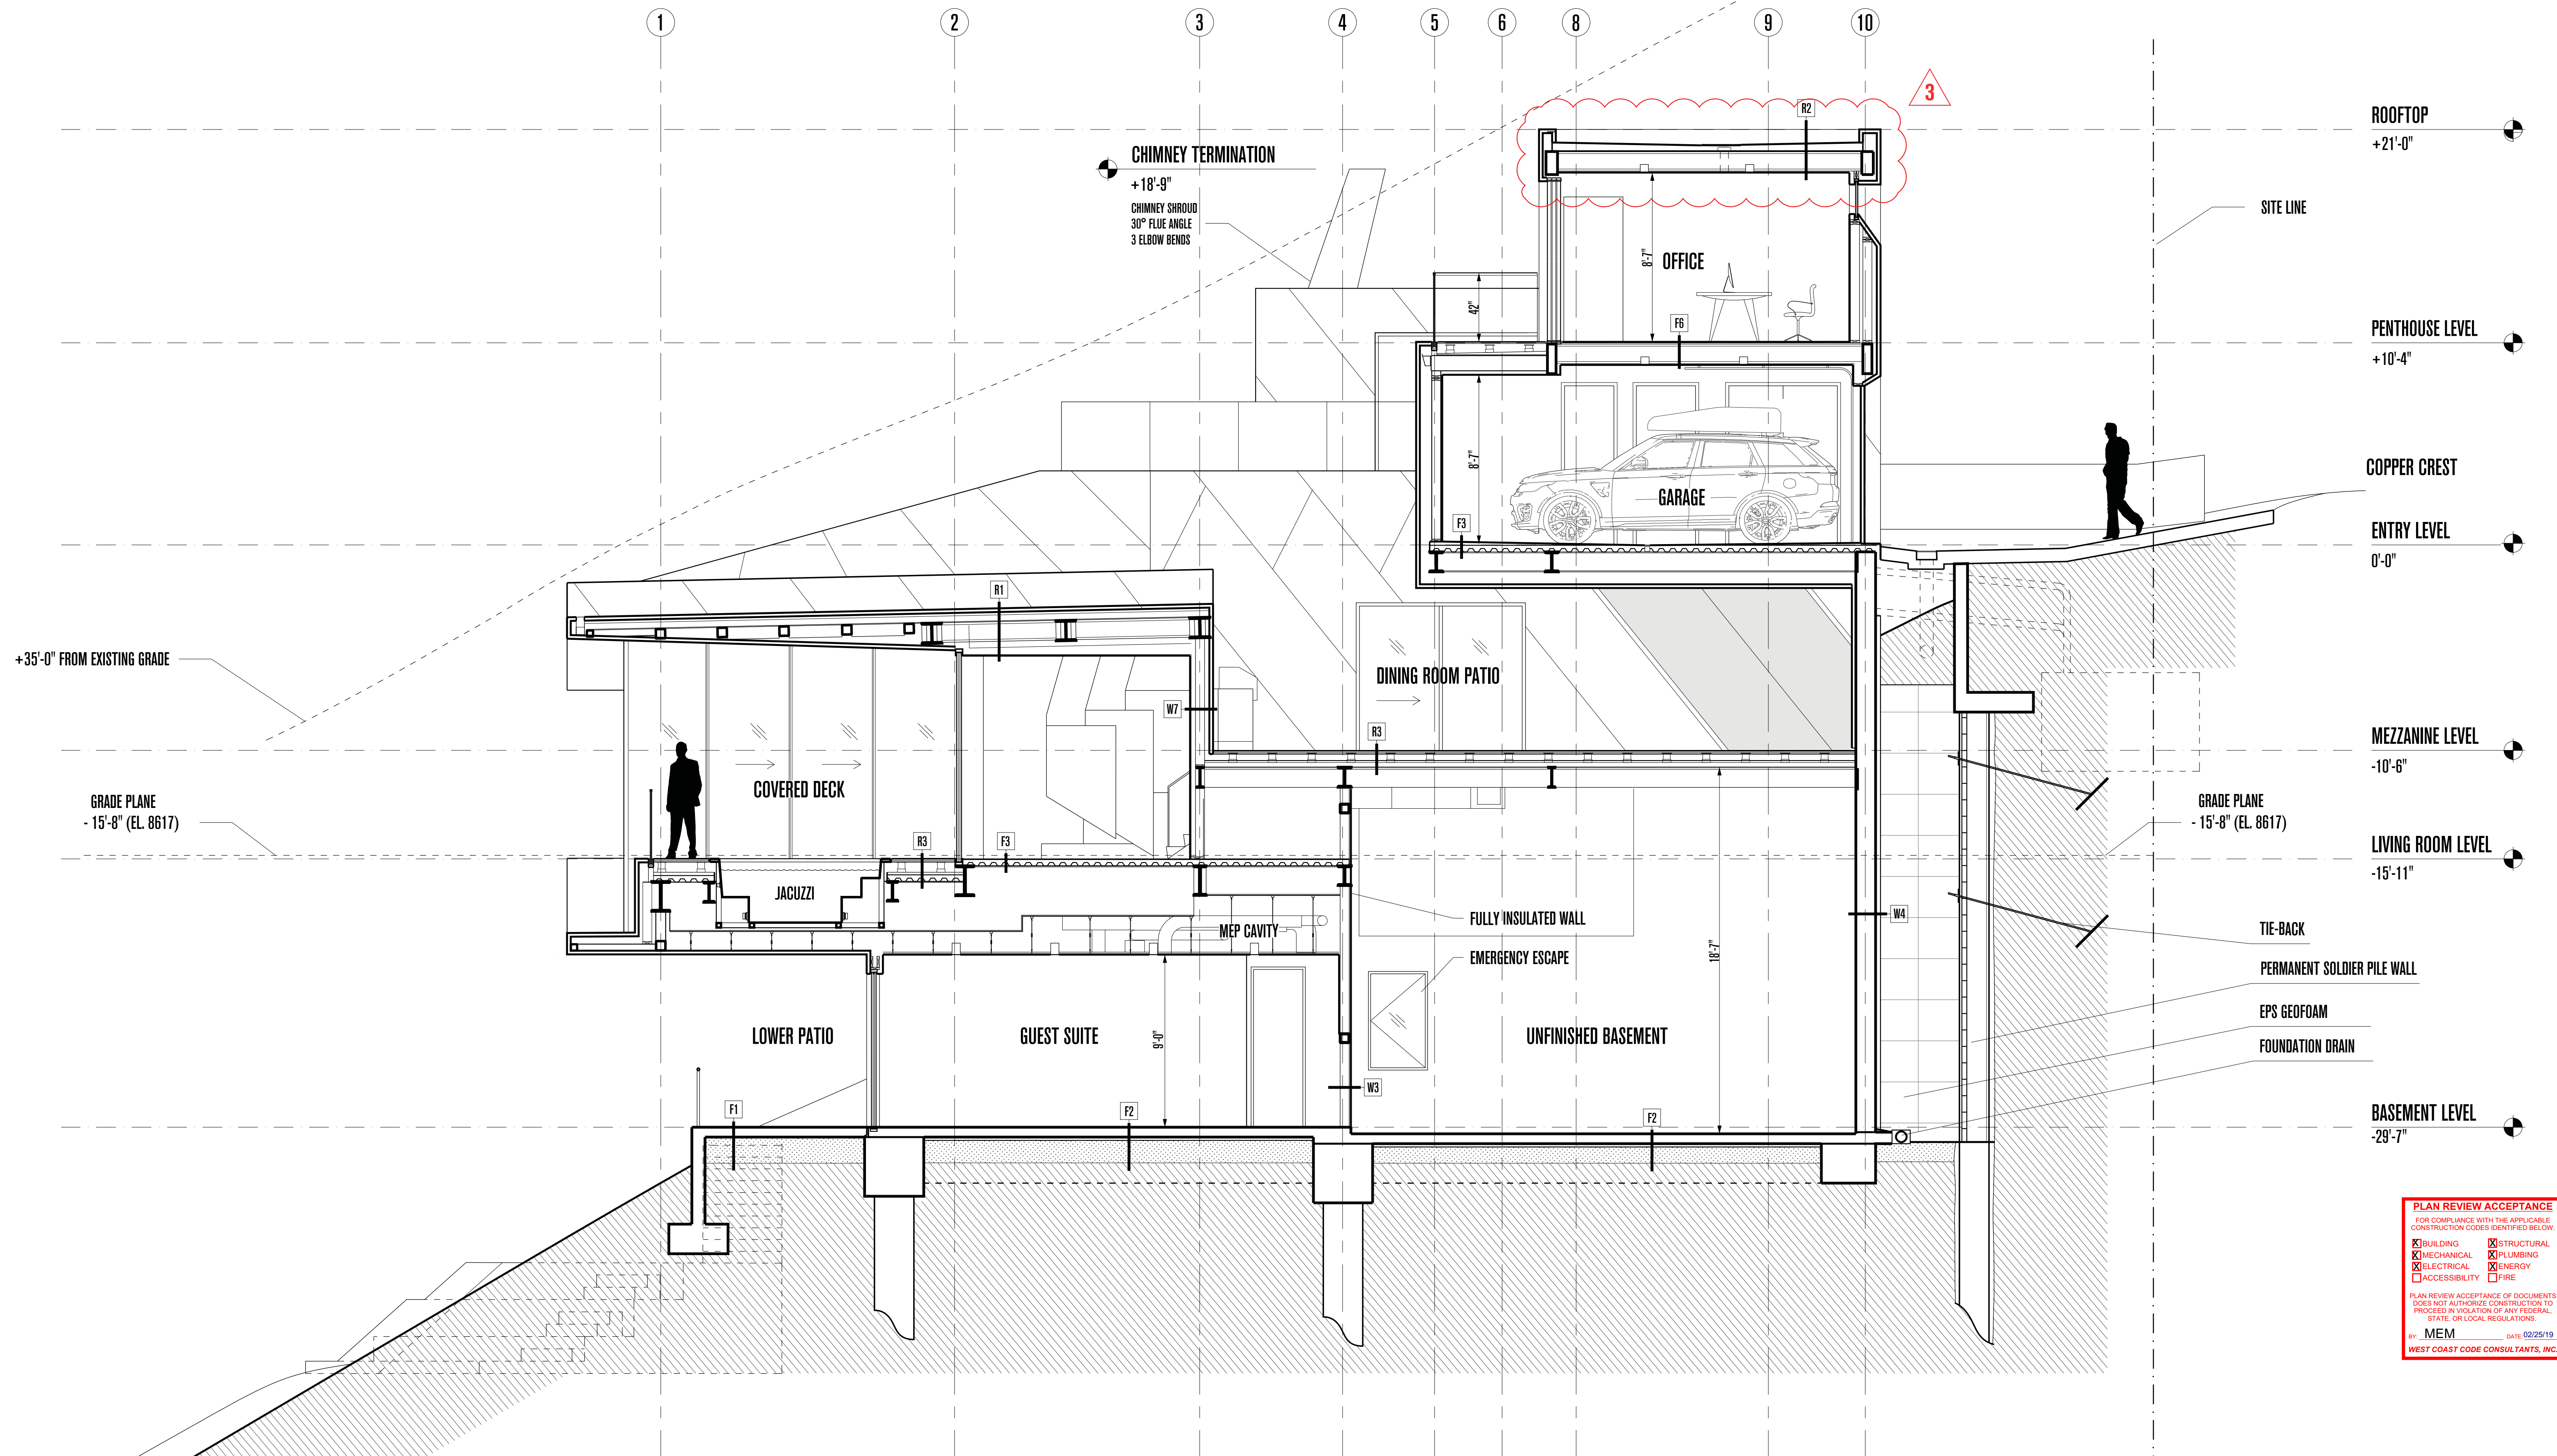 1
2
3
4
5
6
8
9
10
3
R2
ROOFTOP
+21'-0"
CHIMNEY TERMINATION
+18'-9"
CHIMNEY SHROUD
30° FLUE ANGLE
3 ELBOW BENDS
SITE LINE
8'-7"
OFFICE
42"
F6
PENTHOUSE LEVEL
+10'-4"
8'-7"
GARAGE
F3
COPPER CREST
ENTRY LEVEL
0'-0"
R1
+35'-0" FROM EXISTING GRADE
DINING ROOM PATIO
W7
R3
MEZZANINE LEVEL
-10'-6"
COVERED DECK
GRADE PLANE
- 15'-8" (EL. 8617)
GRADE PLANE
- 15'-8" (EL. 8617)
R3
F3
LIVING ROOM LEVEL
-15'-11"
JACUZZI
MEP CAVITY
FULLY INSULATED WALL
W4
TIE-BACK
18'-7"
EMERGENCY ESCAPE
PERMANENT SOLDIER PILE WALL
EPS GEOFOAM
LOWER PATIO
GUEST SUITE
9'-0"
UNFINISHED BASEMENT
FOUNDATION DRAIN
W3
F1
F2
F2
BASEMENT LEVEL
-29'-7"
PLAN REVIEW ACCEPTANCE
FOR COMPLIANCE WITH THE APPLICABLE
CONSTRUCTION CODES IDENTIFIED BELOW.
X BUILDING X STRUCTURAL
X MECHANICAL X PLUMBING
X ELECTRICAL X ENERGY
ACCESSIBILITY FIRE
PLAN REVIEW ACCEPTANCE OF DOCUMENTS
DOES NOT AUTHORIZE CONSTRUCTION TO
PROCEED IN VIOLATION OF ANY FEDERAL,
STATE, OR LOCAL REGULATIONS.
BY: MEM DATE: 02/25/19
WEST COAST CODE CONSULTANTS, INC.